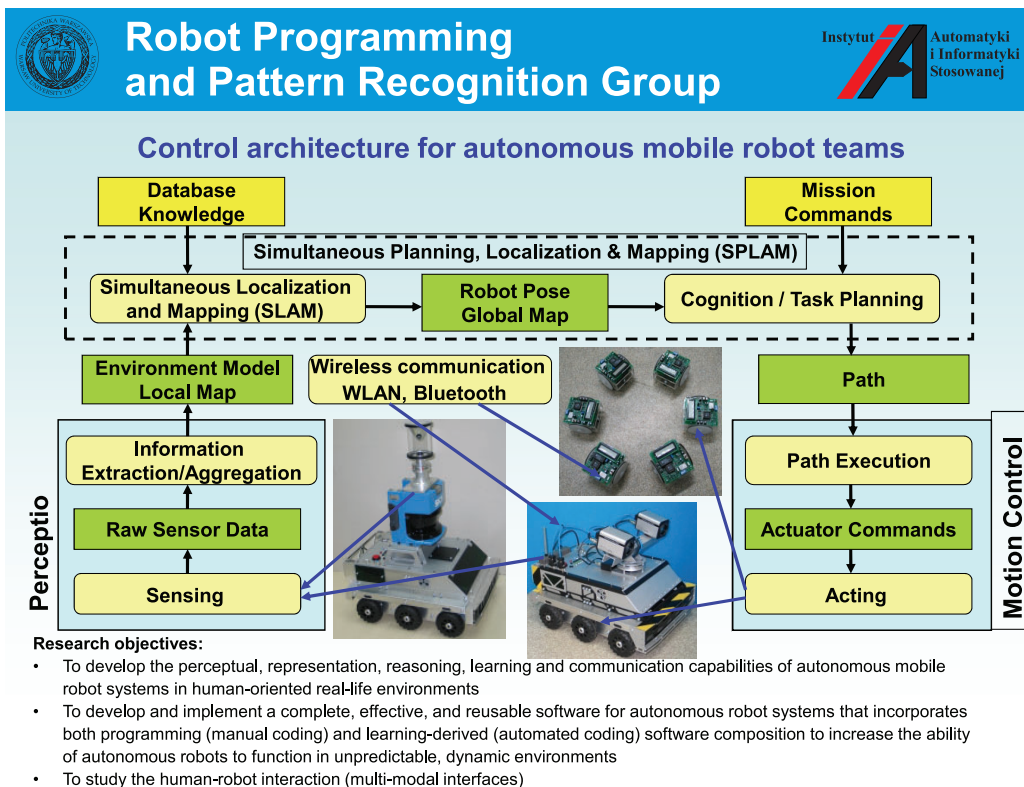 Robot Programming
and Pattern Recognition Group
Instytut
Automatyki
i Informatyki
Stosowanej
POLITECHNIKA WARSZAWSKA
WARSAW UNIVERSITY OF TECHNOLOGY
Control architecture for autonomous mobile robot teams
Database
Knowledge
Mission
Commands
Simultaneous Planning, Localization & Mapping (SPLAM)
Simultaneous Localization
and Mapping (SLAM)
Robot Pose
Global Map
Cognition / Task Planning
Environment Model
Local Map
Wireless communication
WLAN, Bluetooth
Path
Information
Extraction/Aggregation
Path Execution
Raw Sensor Data
Actuator Commands
Sensing
Acting
Perceptio
Motion Control
Research objectives:
• To develop the perceptual, representation, reasoning, learning and communication capabilities of autonomous mobile
robot systems in human-oriented real-life environments
• To develop and implement a complete, effective, and reusable software for autonomous robot systems that incorporates
both programming (manual coding) and learning-derived (automated coding) software composition to increase the ability
of autonomous robots to function in unpredictable, dynamic environments
• To study the human-robot interaction (multi-modal interfaces)